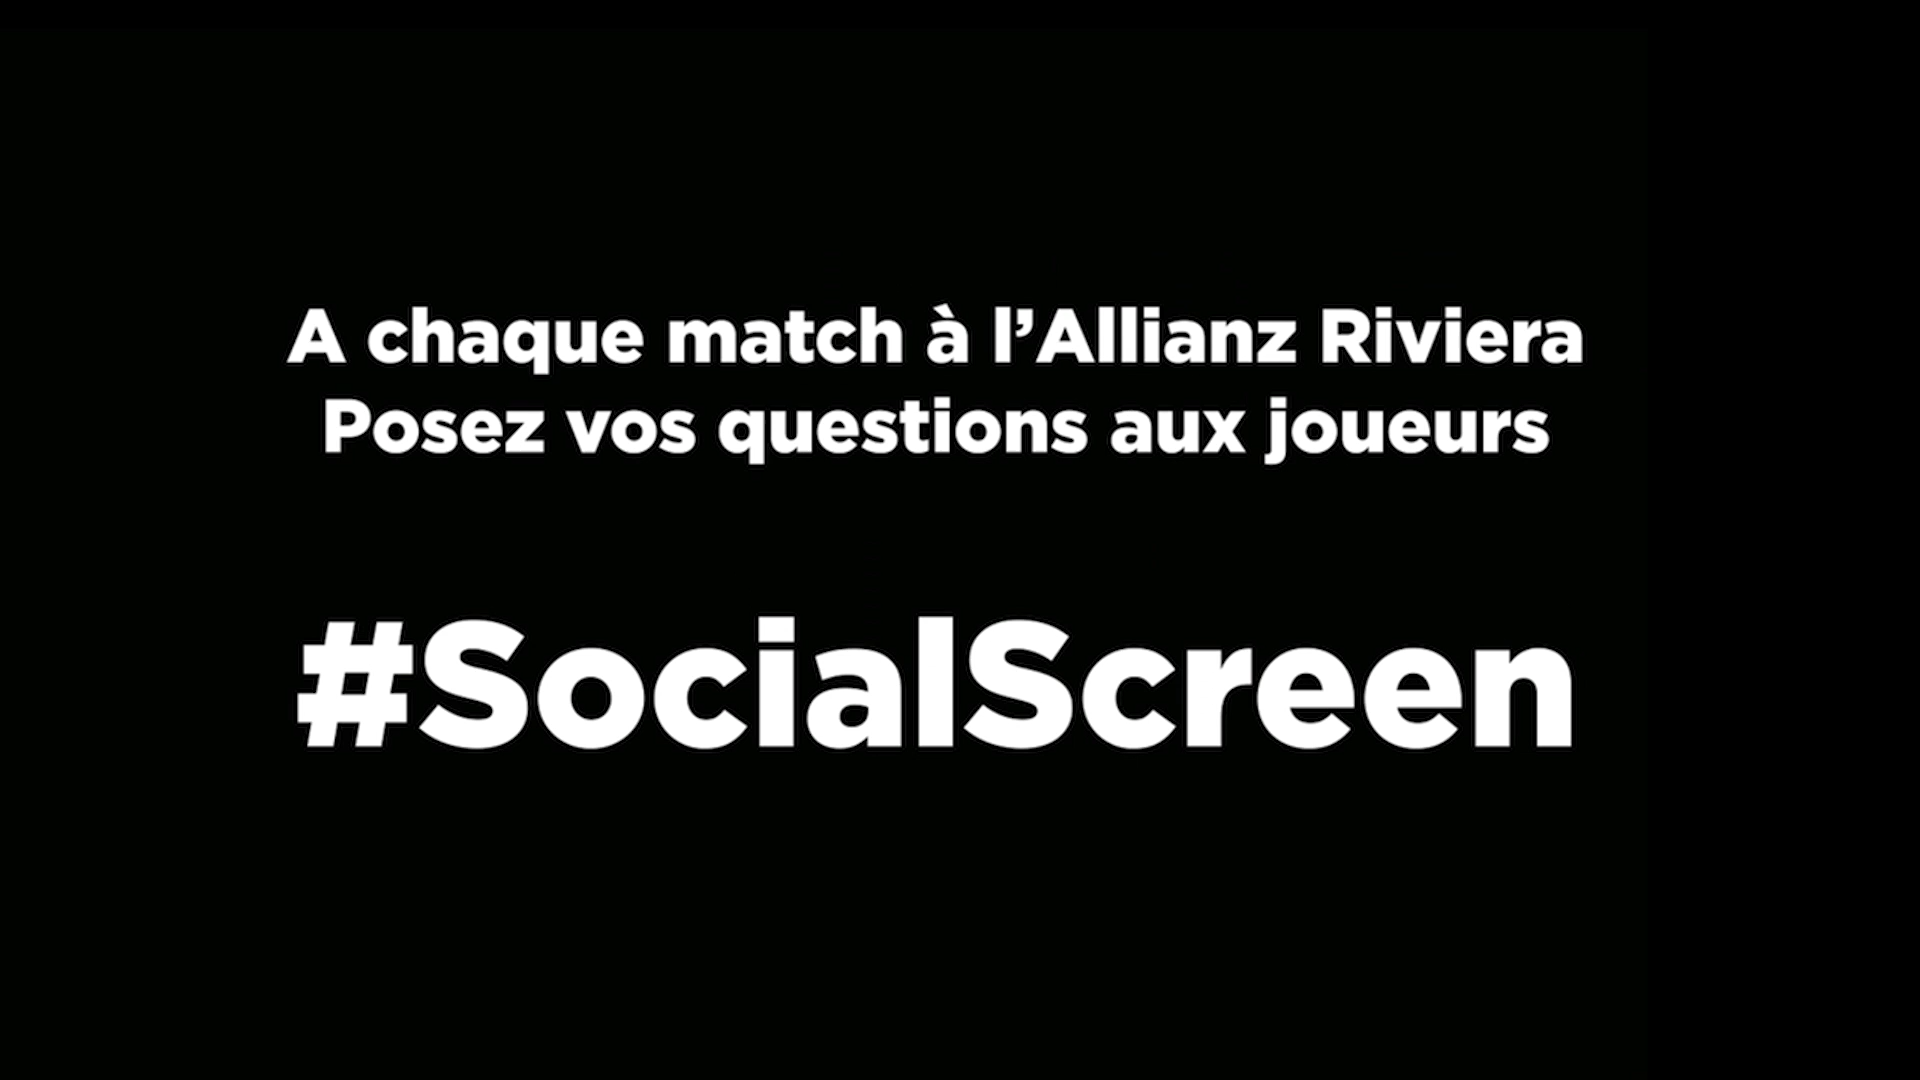 A chaque match à l’Allianz Riviera
Posez vos questions aux joueurs
#SocialScreen